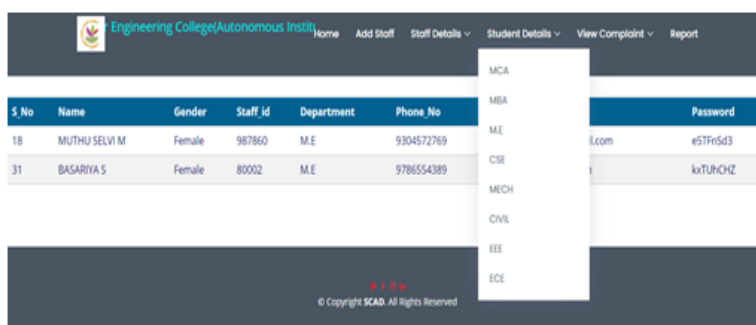 r Engineering College(Autonomous Instit
Home Add Staff Staff Details Student Details View Complaint Report
MCA
MBA
M.E
CSE
MECH
CIVIL
EEE
ECE
S_No Name Gender Staff_id Department Phone_No Password
18 MUTHU SELVI M Female 987860 M.E 9304572769 il.com e5TFnSd3
31 BASARIYA S Female 80002 M.E 9786554389 kxTUhCHZ
© Copyright SCAD. All Rights Reserved